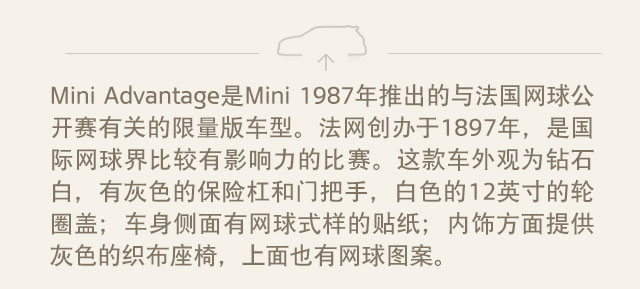 Mini Advantage是Mini 1987年推出的与法国网球公
开赛有关的限量版车型。法网创办于1897年，是国
际网球界比较有影响力的比赛。这款车外观为钻石
白，有灰色的保险杠和门把手，白色的12英寸的轮
圈盖；车身侧面有网球式样的贴纸；内饰方面提供
灰色的织布座椅，上面也有网球图案。